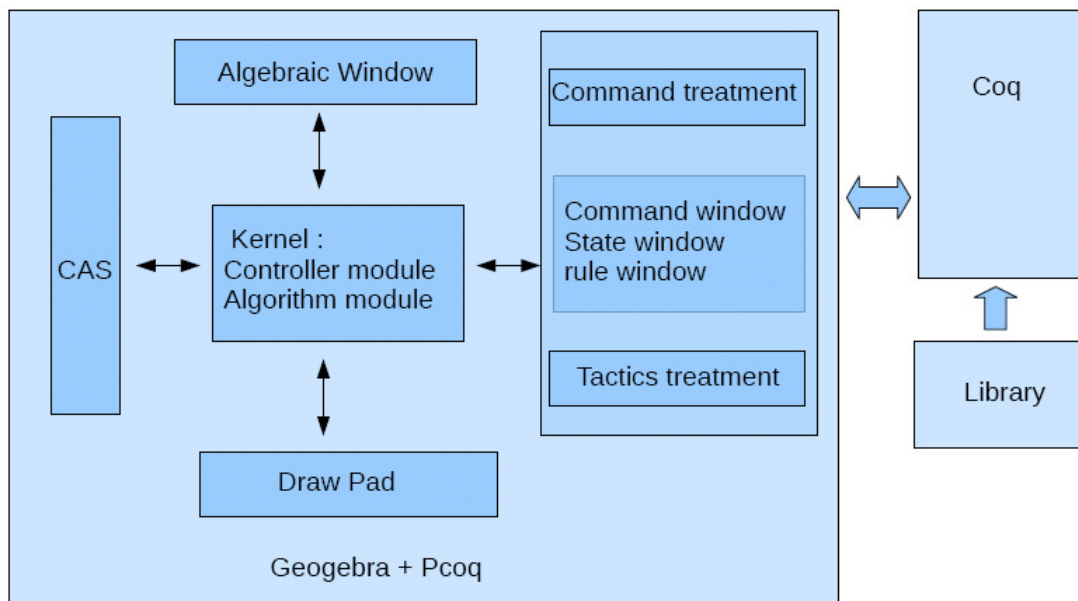 Algebraic Window
Command treatment
Coq
CAS
Kernel :
Controller module
Algorithm module
Command window
State window
rule window
Tactics treatment
Library
Draw Pad
Geogebra + Pcoq